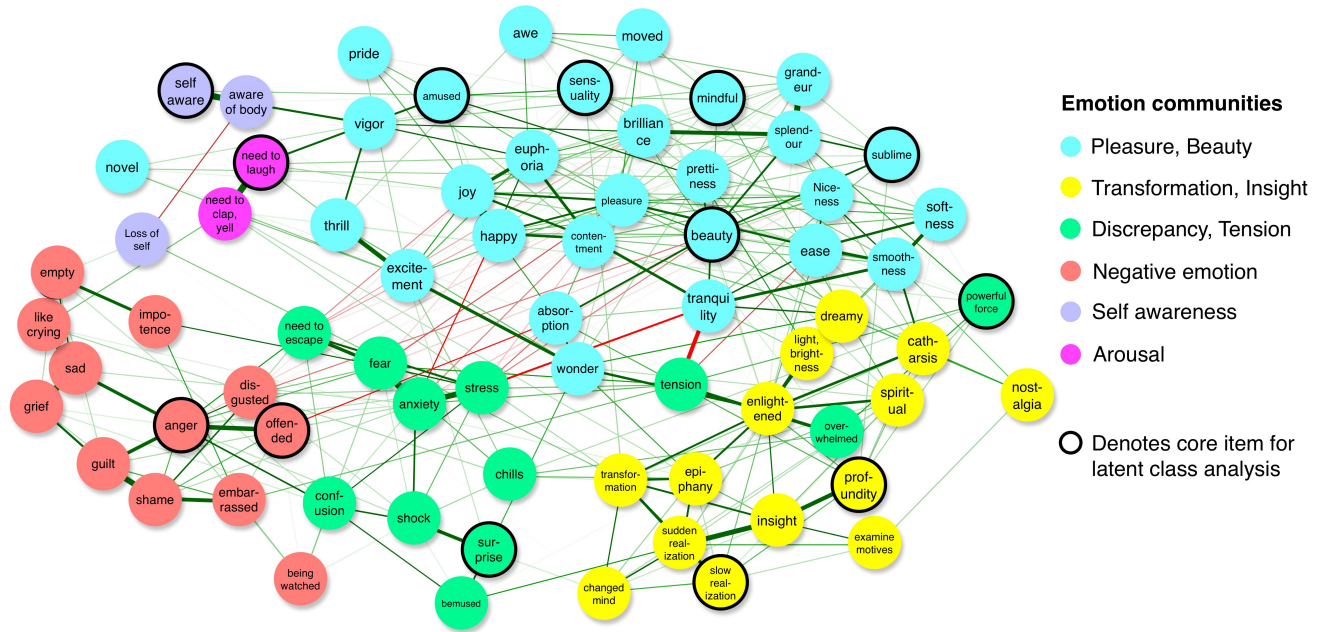 awe
moved
pride
self
aware
aware
of body
amused
sens-
uality
mindful
grand-
eur
vigor
brillian
ce
splend-
our
sublime
novel
need to
laugh
euph-
oria
pretti-
ness
joy
pleasure
Nice-
ness
soft-
ness
need to
clap,
yell
Loss of
self
thrill
happy
conten-
tment
beauty
ease
smooth-
ness
empty
excite-
ment
tranqui
lity
powerful
force
like
crying
impo-
tence
need to
escape
absor-
ption
dreamy
light,
bright-
ness
cath-
arsis
sad
fear
wonder
tension
stress
dis-
gusted
anxiety
grief
anger
offen-
ded
enlight-
ened
spirit-
ual
nost-
algia
over-
whelmed
guilt
shame
embar-
rassed
conf-
usion
chills
shock
sur-
prise
transfor-
mation
epi-
phany
prof-
undity
insight
sudden
real-
ization
examine
motives
being
watched
bemused
changed
mind
slow
real-
ization
Emotion communities
Pleasure, Beauty
Transformation, Insight
Discrepancy, Tension
Negative emotion
Self awareness
Arousal
Denotes core item for
latent class analysis